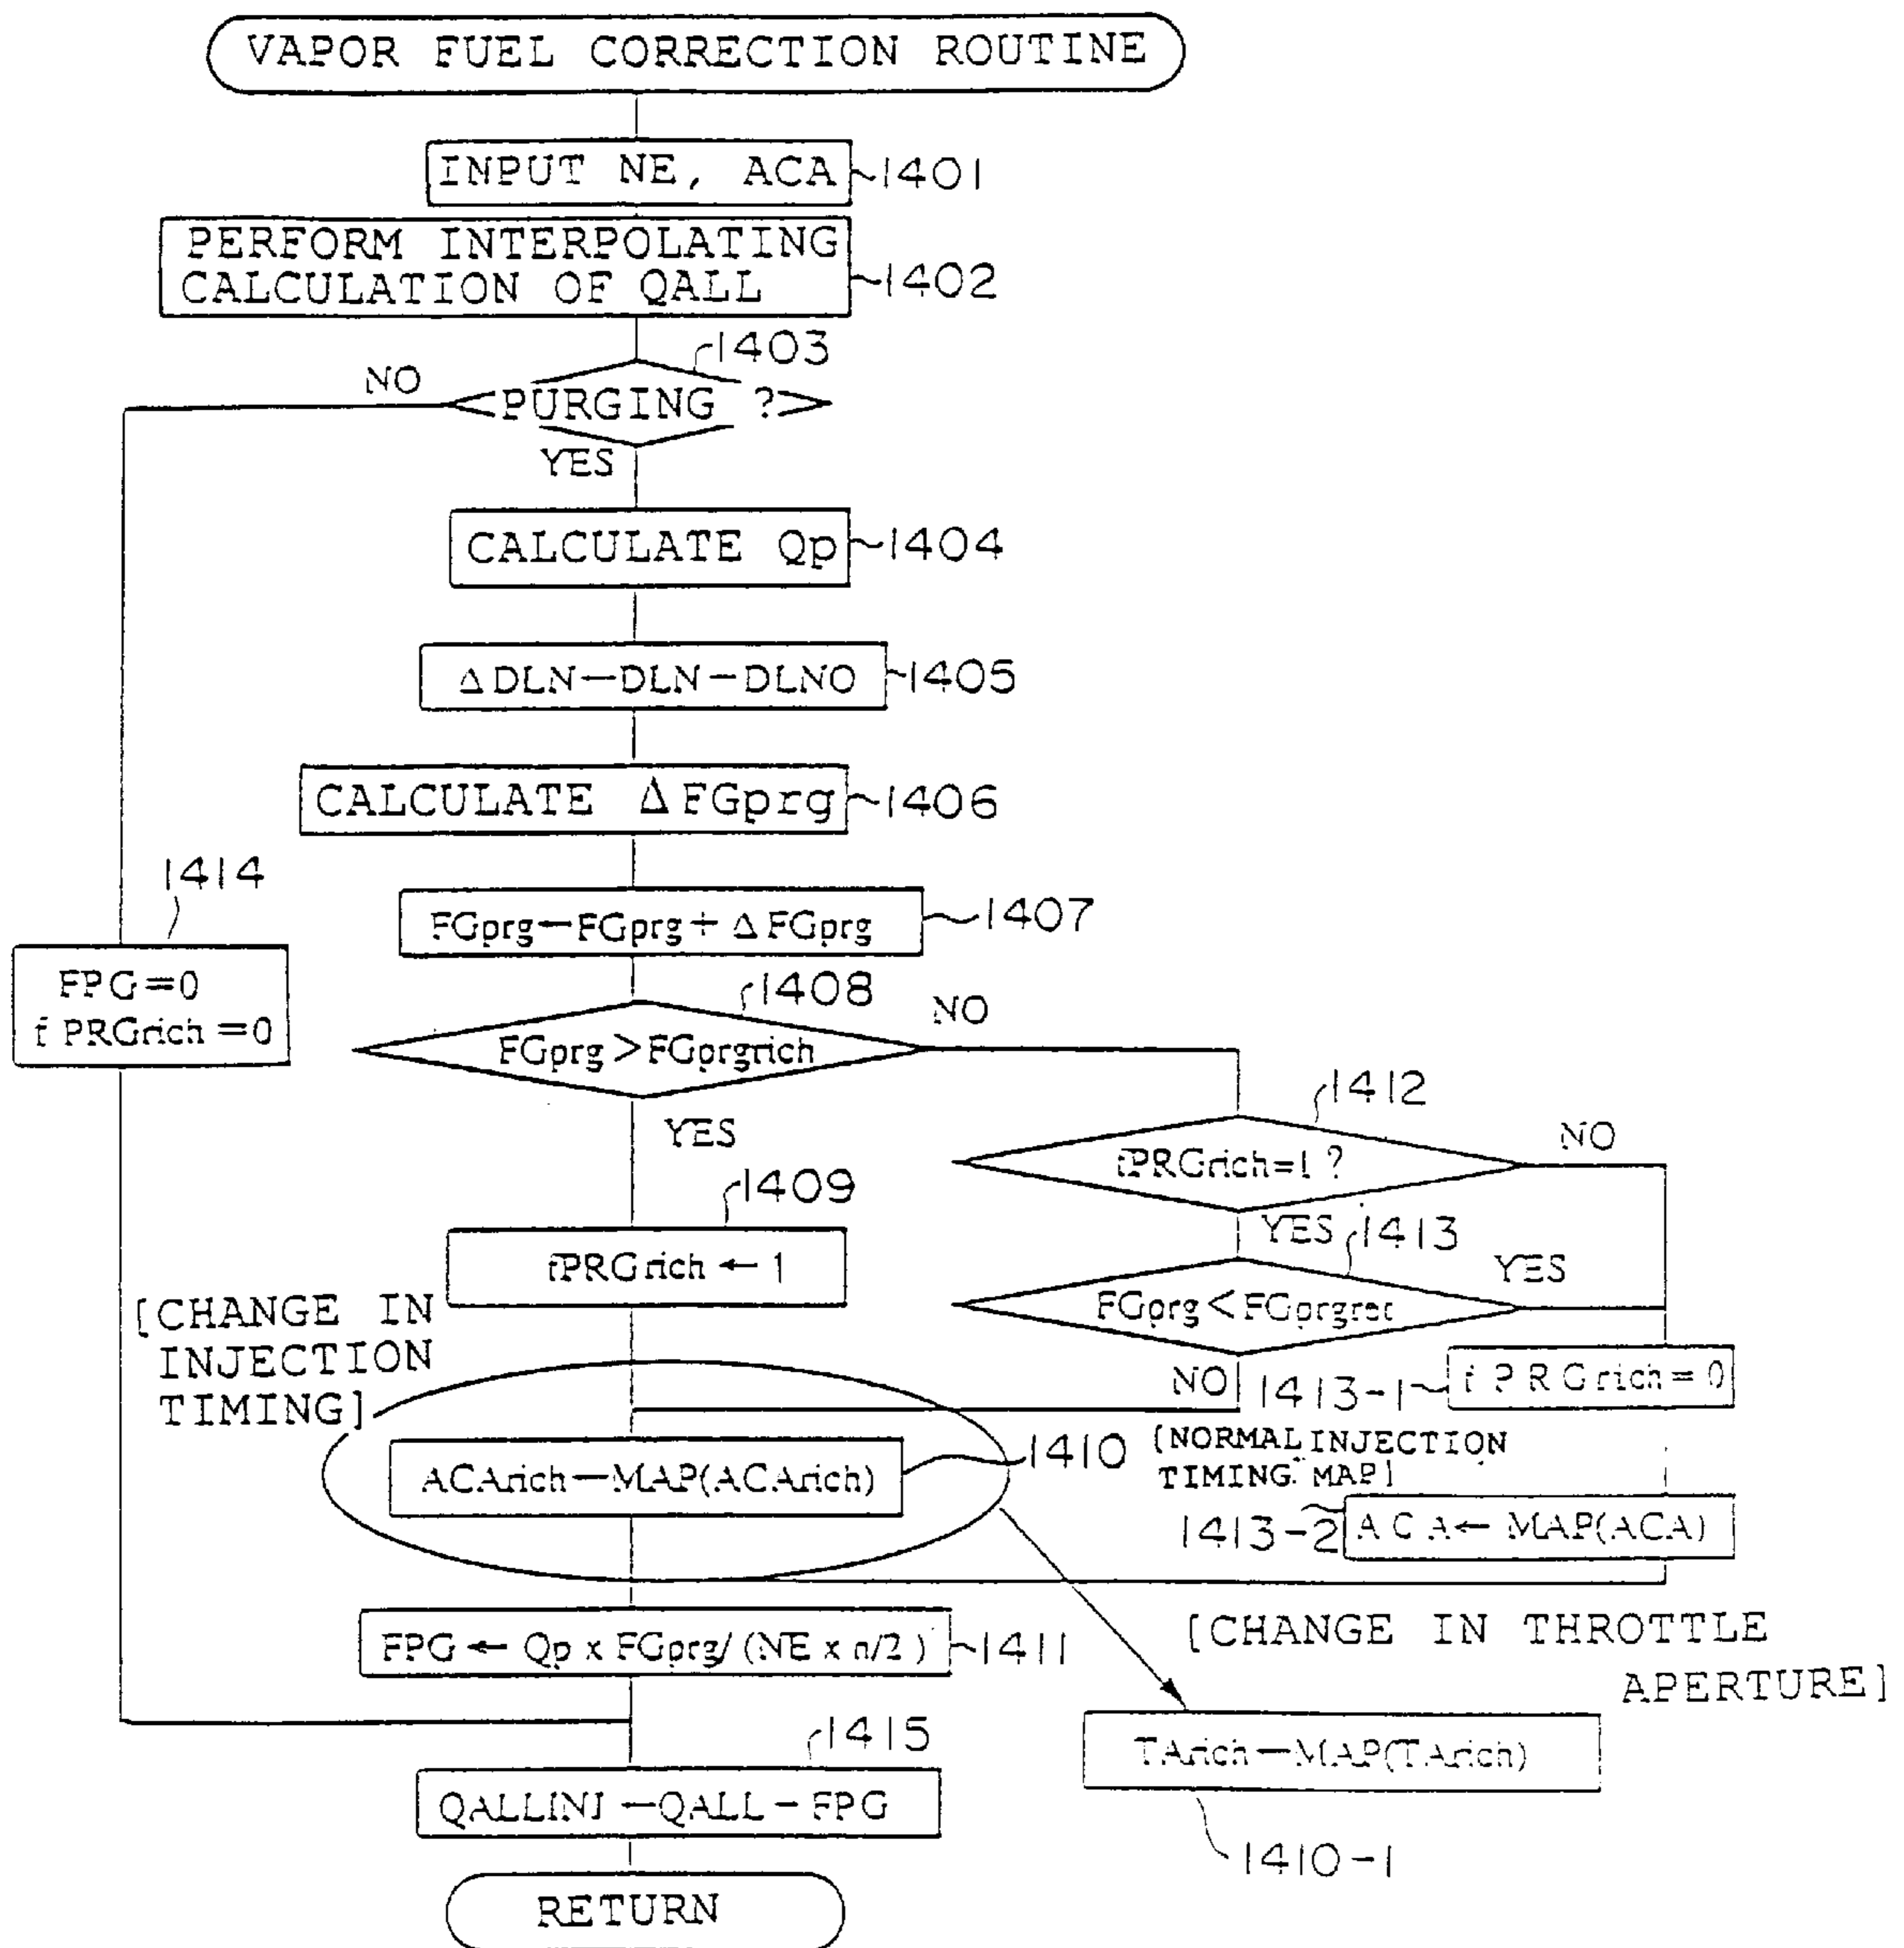 VAPOR FUEL CORRECTION ROUTINE
INPUT NE, ACA
1401
PERFORM INTERPOLATING
CALCULATION OF QALL
1402
1403
NO
PURGING ?
YES
CALCULATE Qp
1404
ΔDLN—DLN—DLNO
1405
CALCULATE ΔFGprg
1406
1414
FGprg—FGprg+ΔFGprg
1407
FPG=0
fPRGrich=0
1408
NO
FGprg>FGprgrich
YES
1412
NO
fPRGrich=1?
1409
YES
1413
fPRGrich ← 1
YES
[CHANGE IN
INJECTION
TIMING]
FGprg<
NO
1413-1
fPRGrich=0
1410
[NORMAL INJECTION
TIMING MAP]
ACArich—MAP(ACArich)
1413-2
ACA← MAP(ACA)
FPG ← Qp x FGprg/(NE x n/2)
1411
[CHANGE IN THROTTLE
APERTURE]
1415
TArich—MAP(TArich)
QALLINJ —QALL—FPG
1410-1
RETURN